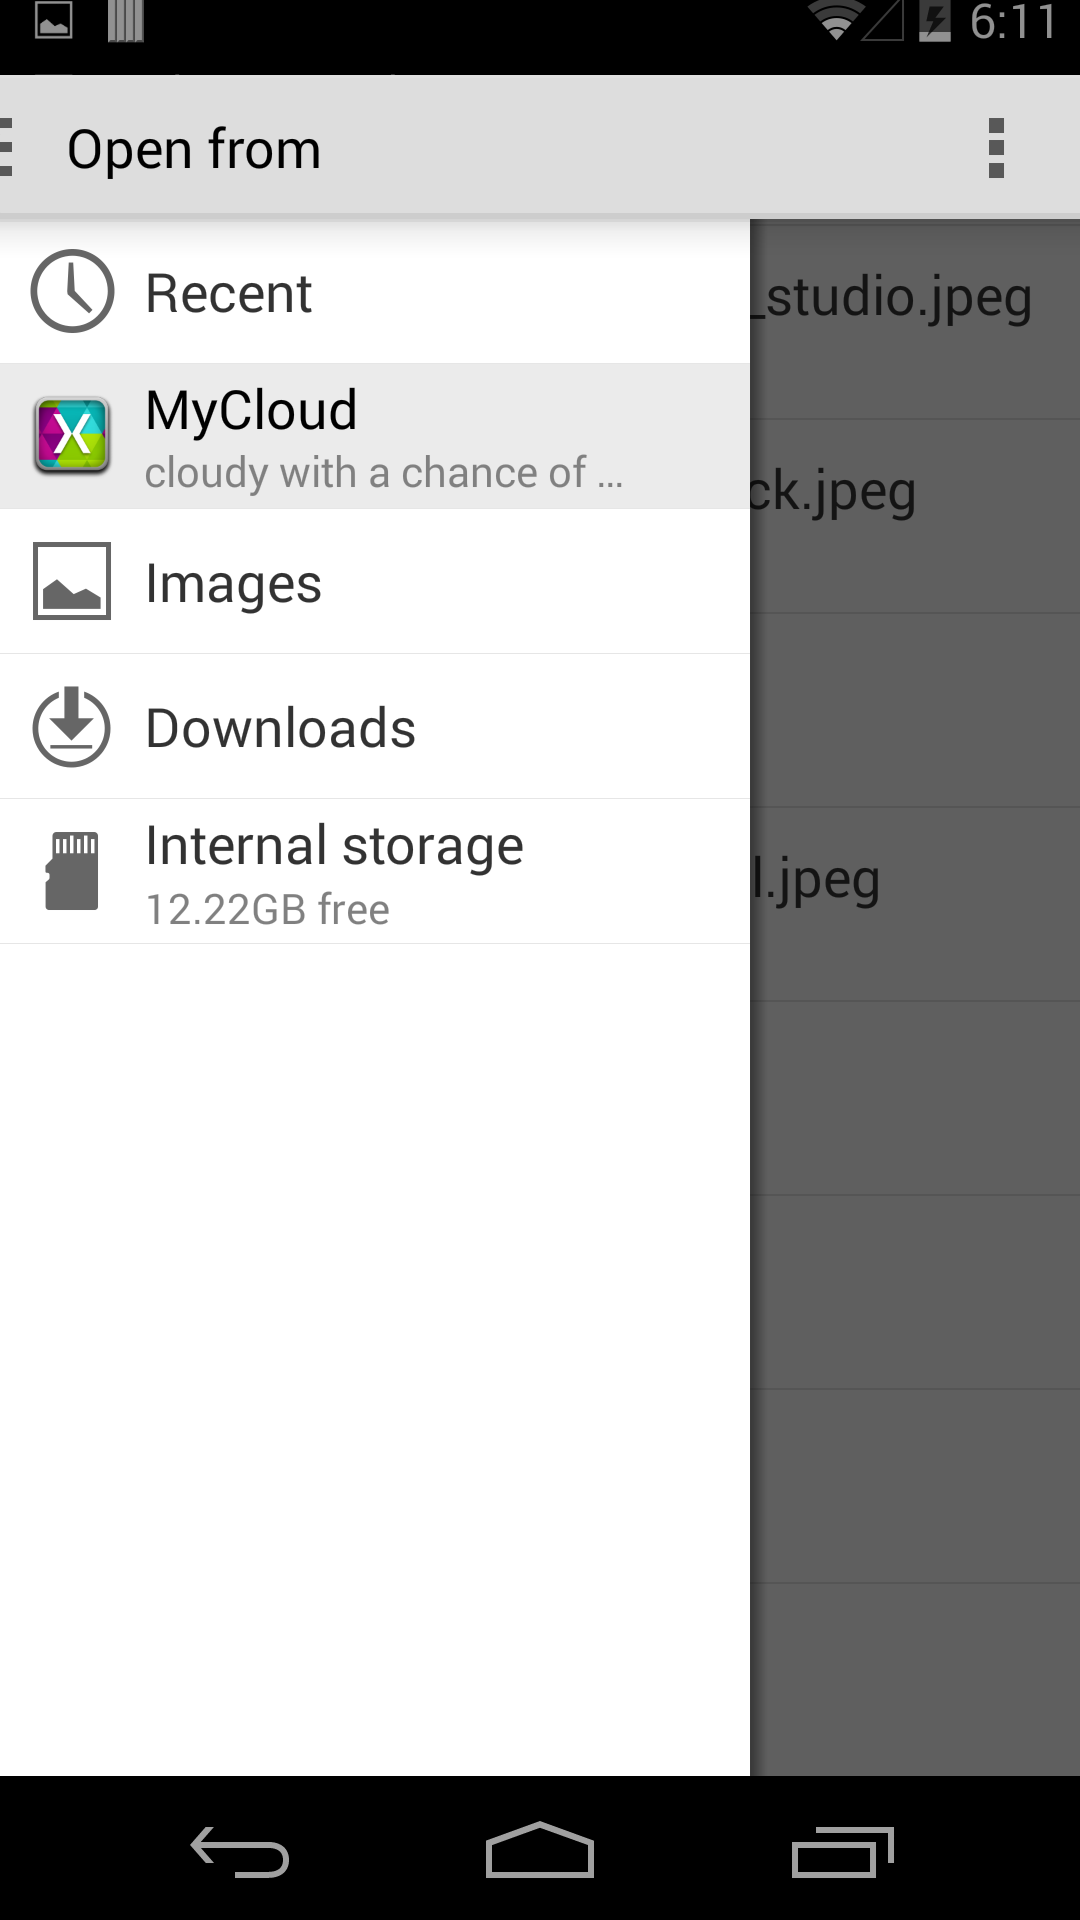 6:11
Open from
Recent
_studio.jpeg
MyCloud
cloudy with a chance of ...
ck.jpeg
Images
Downloads
Internal storage
12.22GB free
l.jpeg